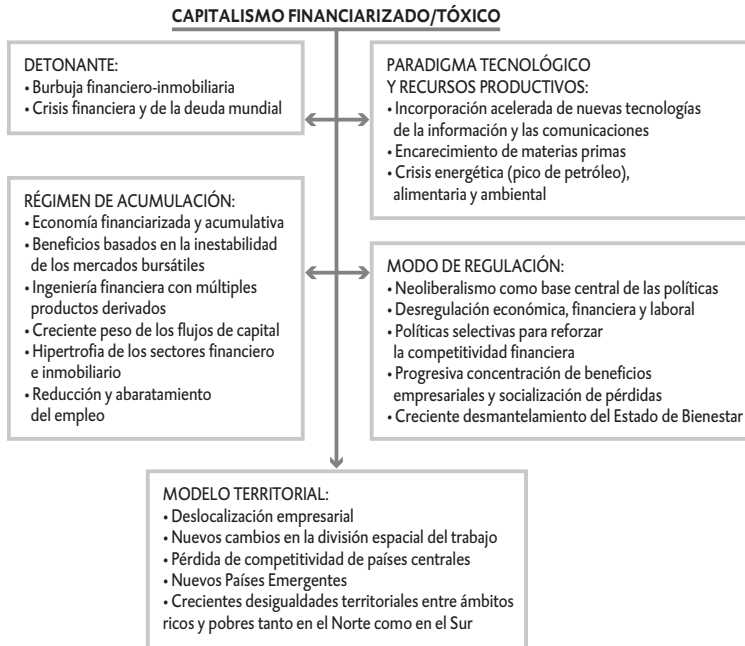 CAPITALISMO FINANCIARIZADO/TÓXICO
DETONANTE:
• Burbuja financiero-inmobiliaria
• Crisis financiera y de la deuda mundial
PARADIGMA TECNOLÓGICO
Y RECURSOS PRODUCTIVOS:
• Incorporación acelerada de nuevas tecnologías
de la información y las comunicaciones
• Encarecimiento de materias primas
• Crisis energética (pico de petróleo),
alimentaria y ambiental
RÉGIMEN DE ACUMULACIÓN:
• Economía financiarizada y acumulativa
• Beneficios basados en la inestabilidad
de los mercados bursátiles
• Ingeniería financiera con múltiples
productos derivados
• Creciente peso de los flujos de capital
• Hipertrofia de los sectores financiero
e inmobiliario
• Reducción y abaratamiento
del empleo
MODO DE REGULACIÓN:
• Neoliberalismo como base central de las políticas
• Desregulación económica, financiera y laboral
• Políticas selectivas para reforzar
la competitividad financiera
• Progresiva concentración de beneficios
empresariales y socialización de pérdidas
• Creciente desmantelamiento del Estado de Bienestar
MODELO TERRITORIAL:
• Deslocalización empresarial
• Nuevos cambios en la división espacial del trabajo
• Pérdida de competitividad de países centrales
• Nuevos Países Emergentes
• Crecientes desigualdades territoriales entre ámbitos
ricos y pobres tanto en el Norte como en el Sur